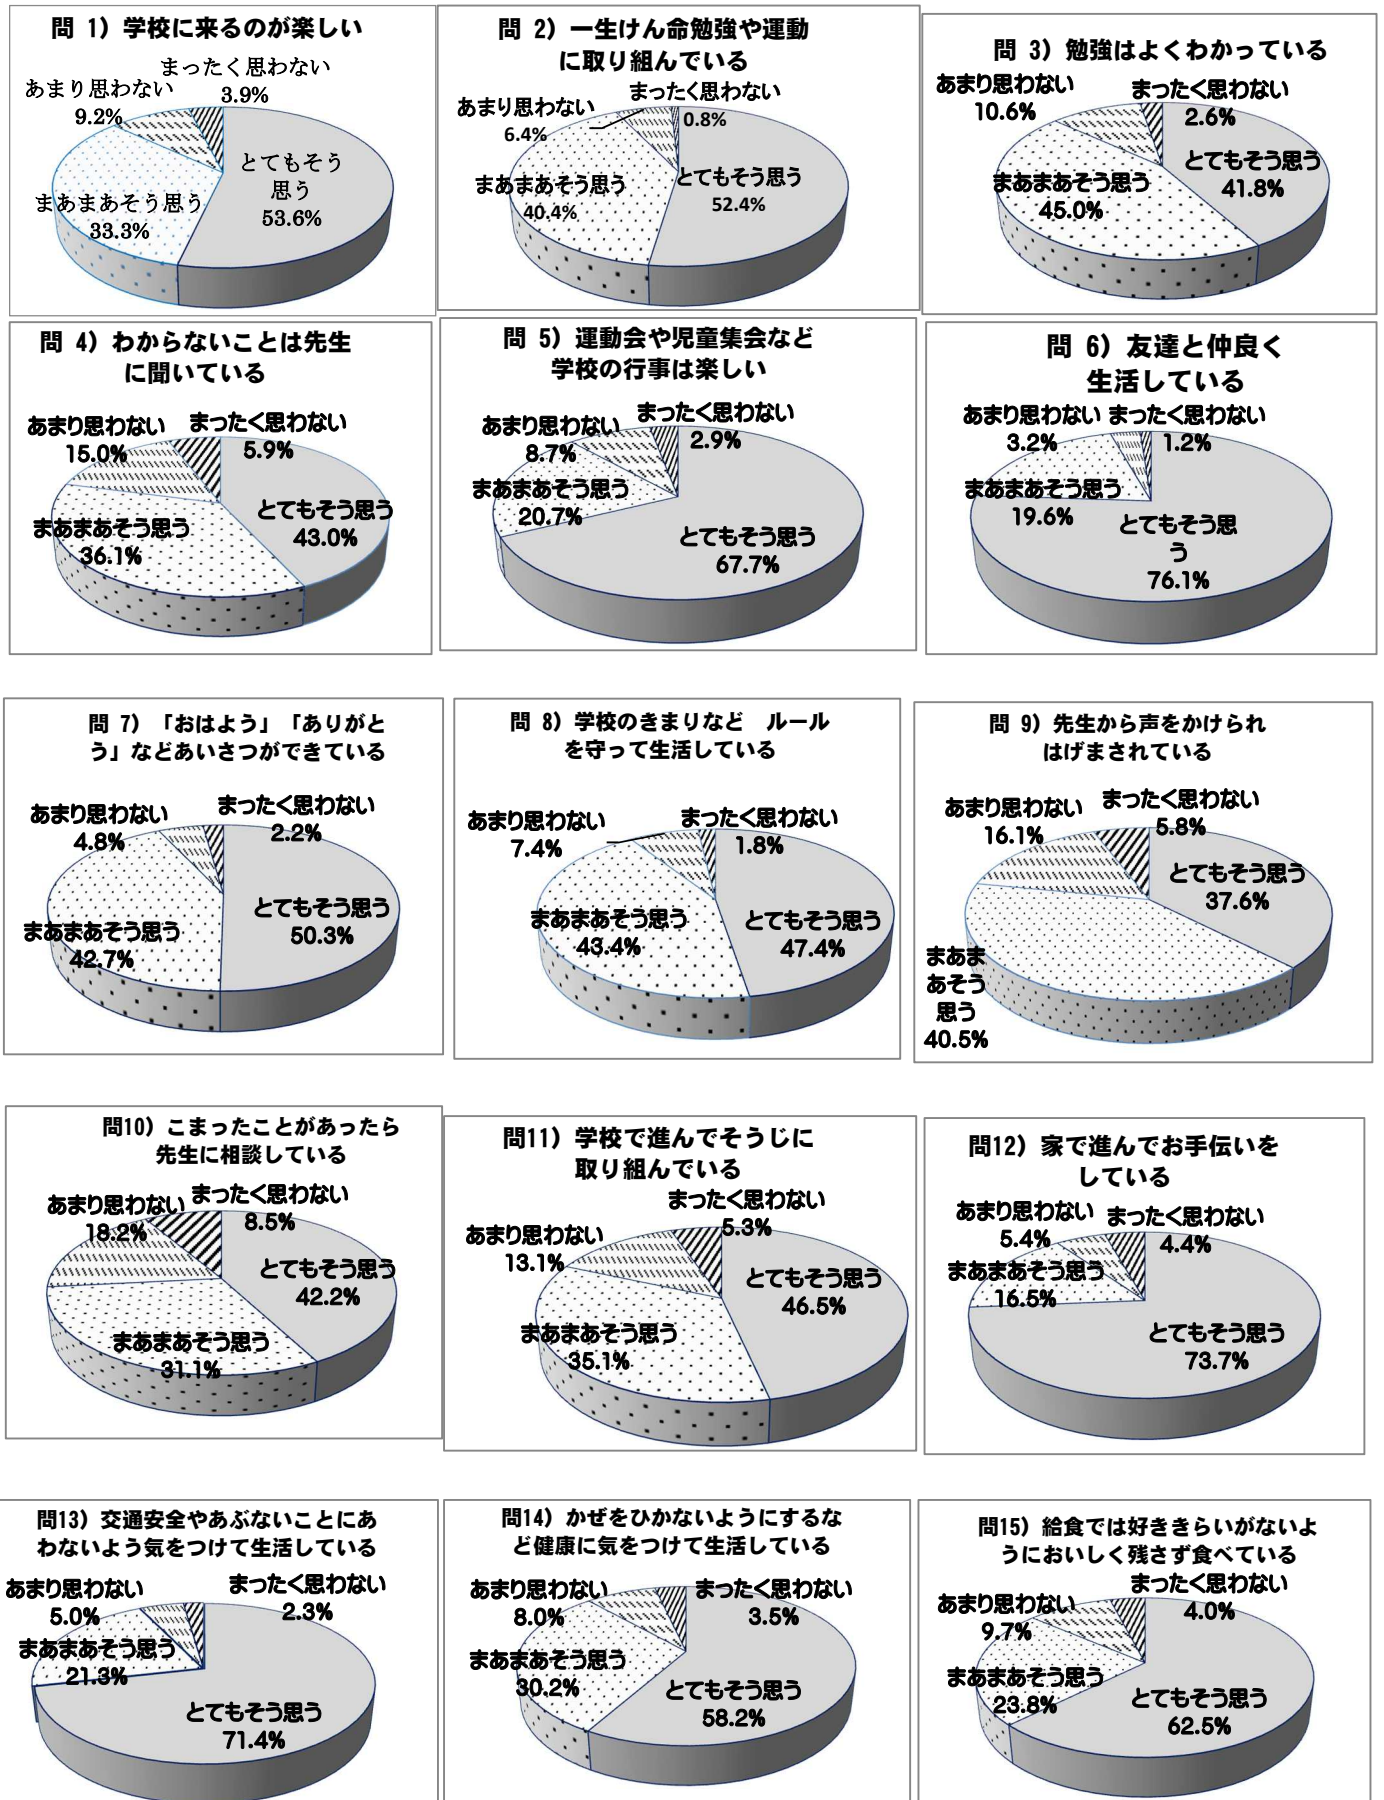 問 1）学校に来るのが楽しい
まったく思わない
3.9%
あまり思わない
9.2%
とてもそう
思う
53.6%
まあまあそう思う
33.3%
問 2）一生けん命勉強や運動
に取り組んでいる
まったく思わない
0.8%
あまり思わない
6.4%
とてもそう思う
52.4%
まあまあそう思う
40.4%
問 3）勉強はよくわかっている
あまり思わない
10.6%
まったく思わない
2.6%
とてもそう思う
41.8%
まあまあそう思う
45.0%
問 4）わからないことは先生
に聞いている
あまり思わない
15.0%
まったく思わない
5.9%
とてもそう思う
43.0%
まあまあそう思う
36.1%
問 5）運動会や児童集会など
学校の行事は楽しい
まったく思わない
2.9%
あまり思わない
8.7%
まあまあそう思う
20.7%
とてもそう思う
67.7%
問 6）友達と仲良く
生活している
あまり思わない
3.2%
まったく思わない
1.2%
まあまあそう思う
19.6%
とてもそう思
う
76.1%
問 7）「おはよう」「ありがと
う」などあいさつができている
あまり思わない
4.8%
まったく思わない
2.2%
とてもそう思う
50.3%
まあまあそう思う
42.7%
問 8）学校のきまりなど　ルール
を守って生活している
あまり思わない
7.4%
まったく思わない
1.8%
まあまあそう思う
43.4%
とてもそう思う
47.4%
問 9）先生から声をかけられ
はげまされている
あまり思わない
16.1%
まったく思わない
5.8%
とてもそう思う
37.6%
まあま
あそう
思う
40.5%
問10）こまったことがあったら
先生に相談している
あまり思わない
18.2%
まったく思わない
8.5%
とてもそう思う
42.2%
まあまあそう思う
31.1%
問11）学校で進んでそうじに
取り組んでいる
まったく思わない
5.3%
あまり思わない
13.1%
とてもそう思う
46.5%
まあまあそう思う
35.1%
問12）家で進んでお手伝いを
している
あまり思わない
5.4%
まったく思わない
4.4%
まあまあそう思う
16.5%
とてもそう思う
73.7%
問13）交通安全やあぶないことにあ
わないよう気をつけて生活している
あまり思わない
5.0%
まったく思わない
2.3%
まあまあそう思う
21.3%
とてもそう思う
71.4%
問14）かぜをひかないようにするな
ど健康に気をつけて生活している
あまり思わない
8.0%
まったく思わない
3.5%
まあまあそう思う
30.2%
とてもそう思う
58.2%
問15）給食では好ききらいがないよ
うにおいしく残さず食べている
まったく思わない
4.0%
あまり思わない
9.7%
まあまあそう思う
23.8%
とてもそう思う
62.5%